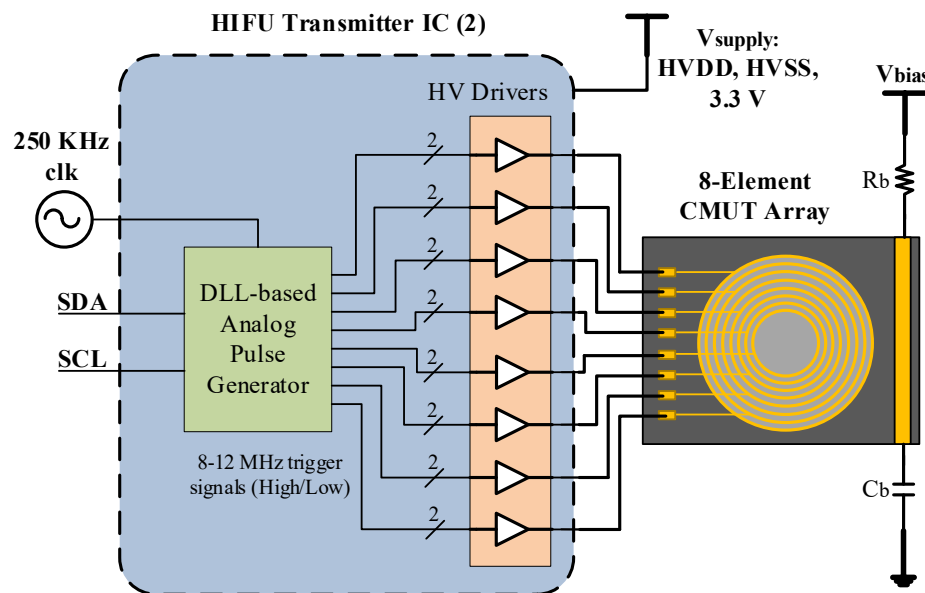 HIFU Transmitter IC (2)
Vsupply:
HVDD, HVSS,
3.3 V
Vbias
HV Drivers
250 KHz
clk
2
2
2
2
2
2
2
2
8-Element
CMUT Array
Rb
SDA
SCL
DLL-based
Analog
Pulse
Generator
8-12 MHz trigger
signals (High/Low)
Cb